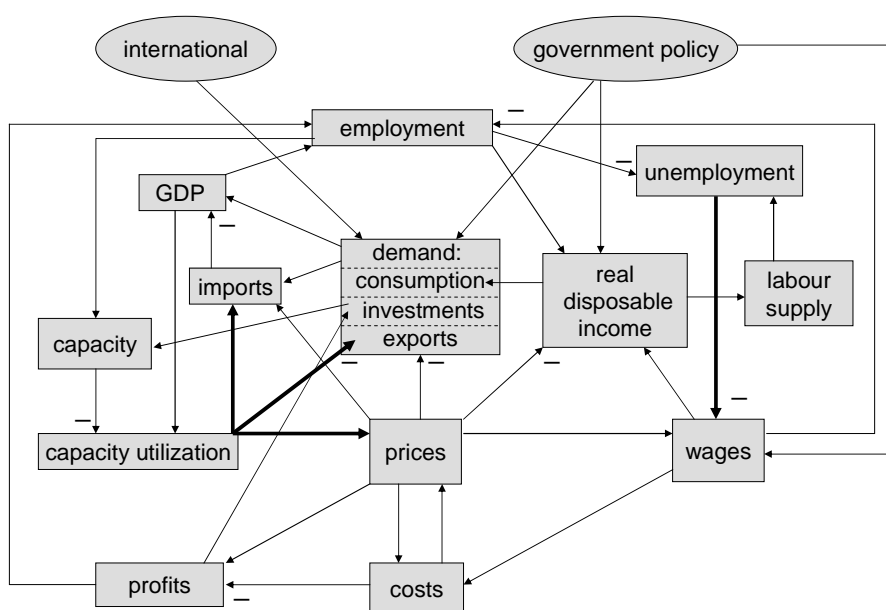 international
government policy
employment
unemployment
GDP
demand:
consumption
investments
exports
imports
real
disposable
income
labour
supply
capacity
capacity utilization
prices
wages
profits
costs